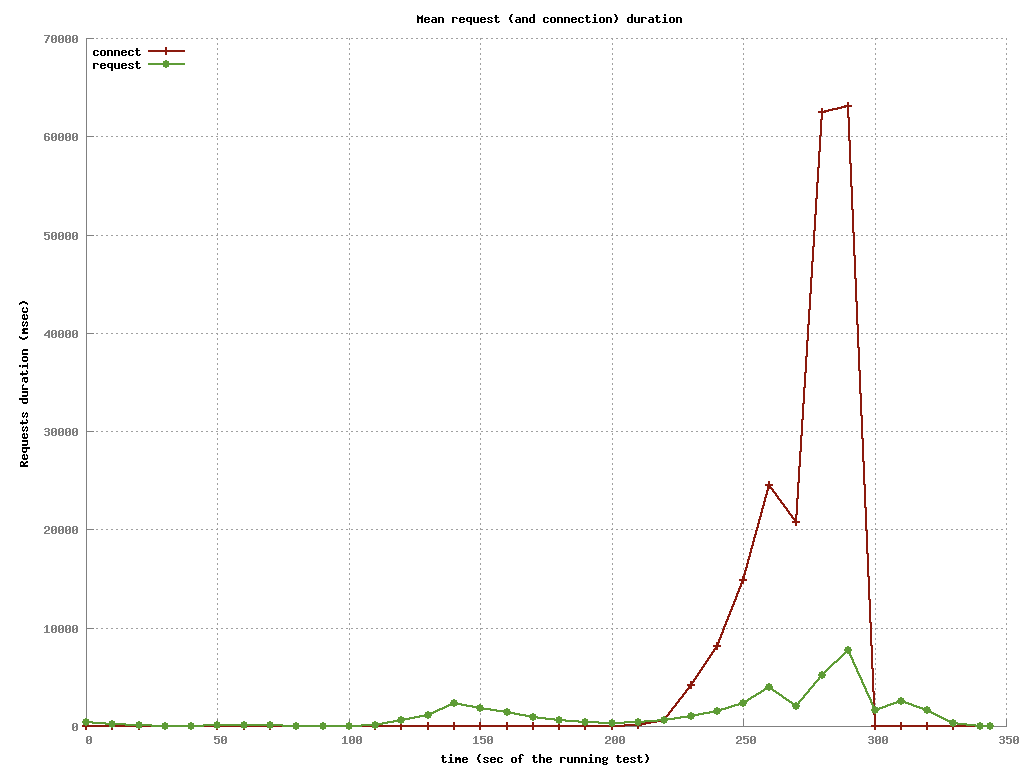 Mean request (and connection) duration
70000
connect
request
60000
50000
40000
30000
20000
10000
0
Requests duration (msec)
0 50 100 150 200 250 300 350
time (sec of the running test)